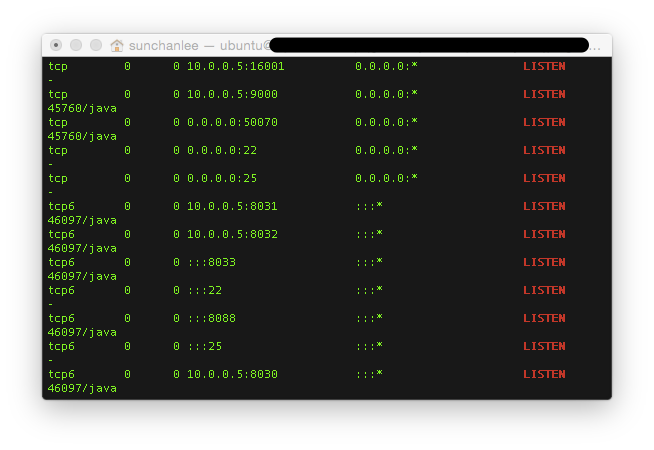 sunchanlee — ubuntu@ ...
tcp 0 0 10.0.0.5:16001 0.0.0.0:* LISTEN
-
tcp 0 0 10.0.0.5:9000 0.0.0.0:* LISTEN
45760/java
tcp 0 0 0.0.0.0:50070 0.0.0.0:* LISTEN
45760/java
tcp 0 0 0.0.0.0:22 0.0.0.0:* LISTEN
-
tcp 0 0 0.0.0.0:25 0.0.0.0:* LISTEN
-
tcp6 0 0 10.0.0.5:8031 :::* LISTEN
46097/java
tcp6 0 0 10.0.0.5:8032 :::* LISTEN
46097/java
tcp6 0 0 :::8033 :::* LISTEN
46097/java
tcp6 0 0 :::22 :::* LISTEN
-
tcp6 0 0 :::8088 :::* LISTEN
46097/java
tcp6 0 0 :::25 :::* LISTEN
-
tcp6 0 0 10.0.0.5:8030 :::* LISTEN
46097/java